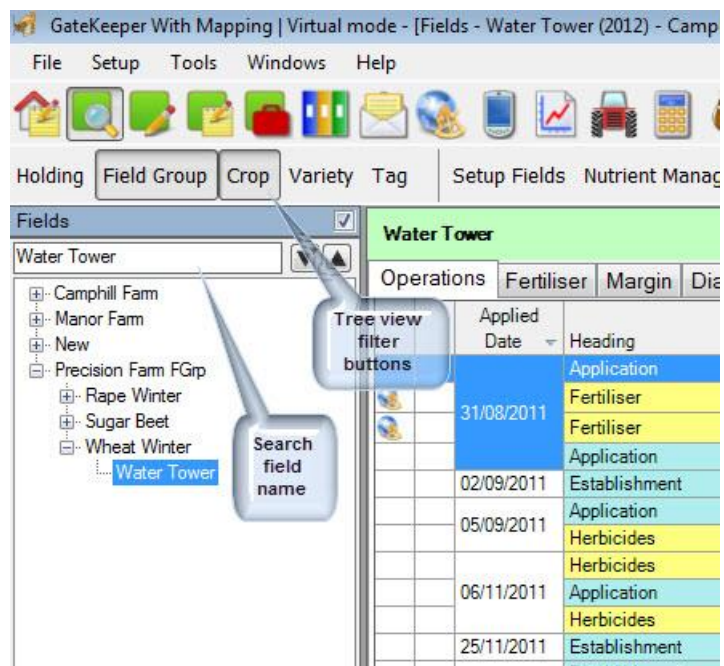 GateKeeper With Mapping | Virtual mode - [Fields - Water Tower (2012) - Camp
File Setup Tools Windows Help
Holding Field Group Crop Variety Tag Setup Fields Nutrient Manag
Fields
Water Tower
Camphill Farm
Manor Farm
New
Precision Farm FGrp
Rape Winter
Sugar Beet
Wheat Winter
Water Tower
Search
field
name
Tree view
filter
buttons
Water Tower
Operations Fertiliser Margin Dia
Applied
Date Heading
31/08/2011 Application
Fertiliser
Fertiliser
Application
02/09/2011 Establishment
05/09/2011 Application
Herbicides
06/11/2011 Herbicides
Application
Herbicides
25/11/2011 Establishment